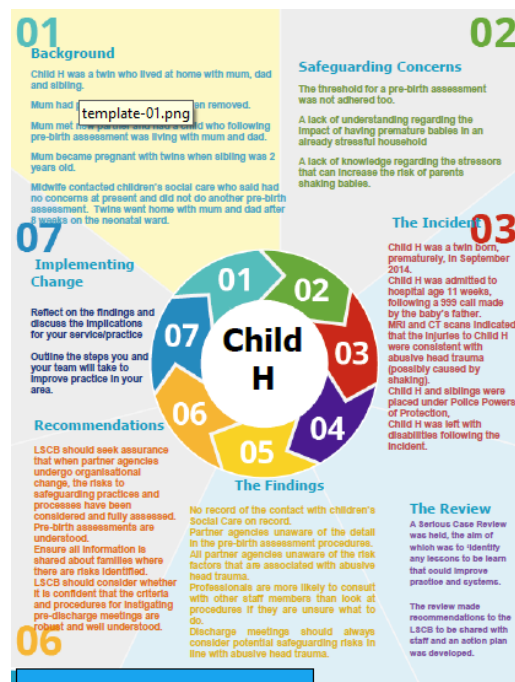 01
Background
Child H was a twin who lived at home with mum, dad
and sibling.
Mum had
en removed.
template-01.png
Mum met new partner and had a child who following
pre-birth assessment was living with mum and dad.
Mum became pregnant with twins when sibling was 2
years old.
Midwife contacted children's social care who said had
no concerns at present and did not do another pre-birth
assessment. Twins went home with mum and dad after
8 weeks on the neonatal ward.
02
Safeguarding Concerns
The threshold for a pre-birth assessment
was not adhered too.
A lack of understanding regarding the
impact of having premature babies in an
already stressful household
A lack of knowledge regarding the stressors
that can increase the risk of parents
shaking babies.
03
The Incident
Child H was a twin born,
prematurely, in September
2014.
Child H was admitted to
hospital age 11 weeks,
following a 999 call made
by the baby's father.
MRI and CT scans indicated
that the injuries to Child H
were consistent with
abusive head trauma
(possibly caused by
shaking).
Child H and siblings were
placed under Police Powers
of Protection,
Child H was left with
disabilities following the
incident.
07
Implementing
Change
Reflect on the findings and
discuss the implications
for your service/practice
Outline the steps you and
your team will take to
improve practice in your
area.
01
02
03
04
05
06
07
Child
H
Recommendations
LSCB should seek assurance
that when partner agencies
undergo organisational
change, the risks to
safeguarding practices and
processes have been
considered and fully assessed.
Pre-birth assessments are
understood.
Ensure all information is
shared about families where
there are risks identified.
LSCB should consider whether
it is confident that the criteria
and procedures for instigating
pre-discharge meetings are
robust and well understood.
06
The Findings
No record of the contact with children's
Social Care on record.
Partner agencies unaware of the detail
in the pre-birth assessment procedures.
All partner agencies unaware of the risk
factors that are associated with abusive
head trauma.
Professionals are more likely to consult
with other staff members than look at
procedures if they are unsure what to
do.
Discharge meetings should always
consider potential safeguarding risks in
line with abusive head trauma.
The Review
A Serious Case Review
was held, the aim of
which was to 'identify
any lessons to be learn
that could improve
practice and systems.
The review made
recommendations to the
LSCB to be shared with
staff and an action plan
was developed.